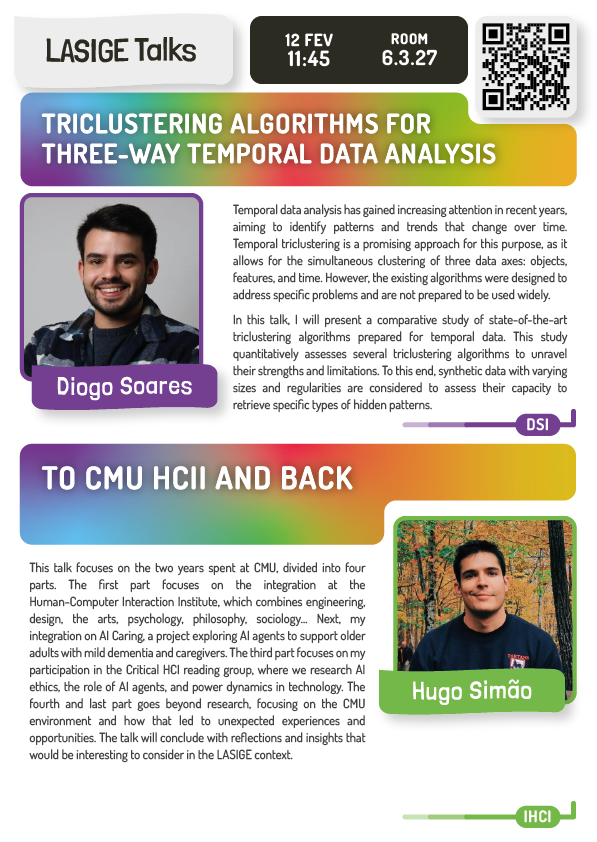 LASIGE Talks
12 FEV
11:45
ROOM
6.3.27
TRICLUSTERING ALGORITHMS FOR
THREE-WAY TEMPORAL DATA ANALYSIS
Temporal data analysis has gained increasing attention in recent years,
aiming to identify patterns and trends that change over time.
Temporal triclustering is a promising approach for this purpose, as it
allows for the simultaneous clustering of three data axes: objects,
features, and time. However, the existing algorithms were designed to
address specific problems and are not prepared to be used widely.
In this talk, I will present a comparative study of state-of-the-art
triclustering algorithms prepared for temporal data. This study
quantitatively assesses several triclustering algorithms to unravel
their strengths and limitations. To this end, synthetic data with varying
sizes and regularities are considered to assess their capacity to
retrieve specific types of hidden patterns.
Diogo Soares
DSI
TO CMU HCII AND BACK
This talk focuses on the two years spent at CMU, divided into four
parts. The first part focuses on the integration at the
Human-Computer Interaction Institute, which combines engineering,
design, the arts, psychology, philosophy, sociology... Next, my
integration on AI Caring, a project exploring AI agents to support older
adults with mild dementia and caregivers. The third part focuses on my
participation in the Critical HCI reading group, where we research AI
ethics, the role of AI agents, and power dynamics in technology. The
fourth and last part goes beyond research, focusing on the CMU
environment and how that led to unexpected experiences and
opportunities. The talk will conclude with reflections and insights that
would be interesting to consider in the LASIGE context.
Hugo Simão
IHCI